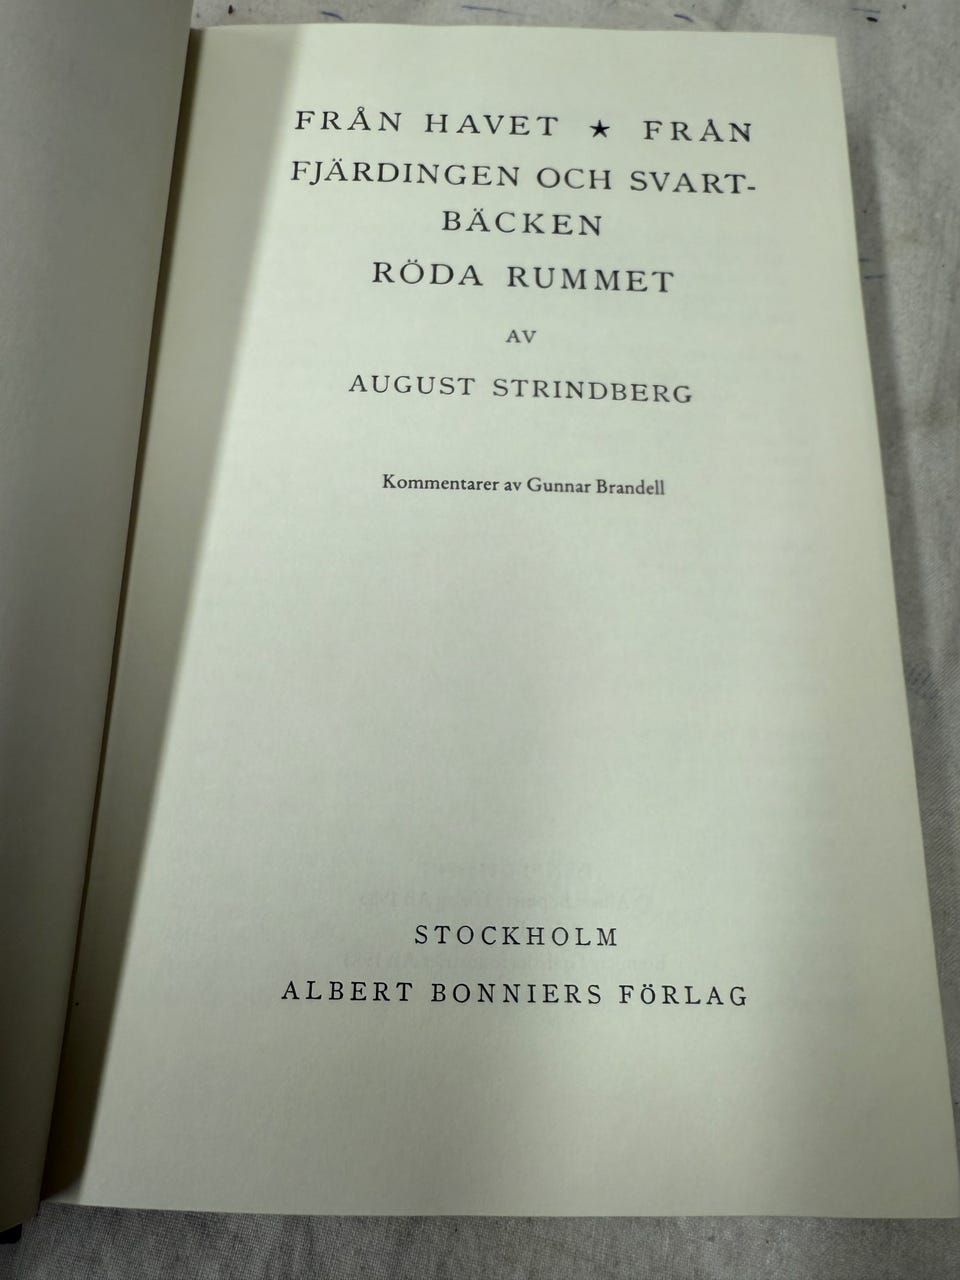 FRÅN HAVET ★ FRÅN
FJÄRDINGEN OCH SVART-
BÄCKEN
RÖDA RUMMET
AV
AUGUST STRINDBERG
Kommentarer av Gunnar Brandell
STOCKHOLM
ALBERT BONNIERS FÖRLAG